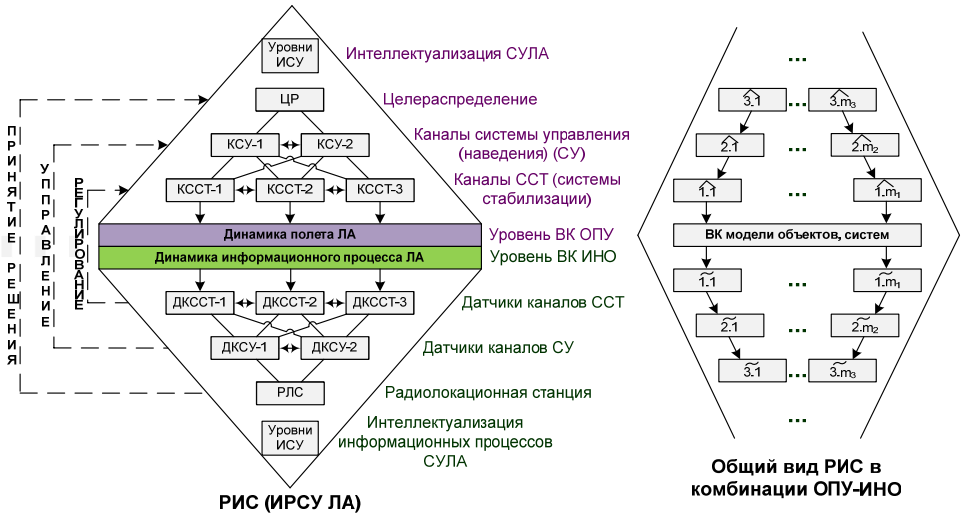 Уровни
ИСУ
Интеллектуализация СУЛА
ЦР
Целераспределение
КСУ-1
КСУ-2
Каналы системы управления
(наведения) (СУ)
КССТ-1
КССТ-2
КССТ-3
Каналы ССТ (системы
стабилизации)
Динамика полета ЛА
Уровень ВК ОПУ
Динамика информационного процесса ЛА
Уровень ВК ИНО
ДКССТ-1
ДКССТ-2
ДКССТ-3
Датчики каналов ССТ
ДКСУ-1
ДКСУ-2
Датчики каналов СУ
РЛС
Радиолокационная станция
Уровни
ИСУ
Интеллектуализация
информационных процессов
СУЛА
РИС (ИРСУ ЛА)
ПРИНЯТИЕ РЕШЕНИЯ
УППРАВЛЕНИЕ
РЕГУЛИРОВАНИЕ
...
3.1
...
3.m3
2.1
...
2.m2
1.1
...
1.m1
ВК модели объектов, систем
1.1
...
1.m1
2.1
...
2.m2
3.1
...
3.m3
...
Общий вид РИС в
комбинации ОПУ-ИНО